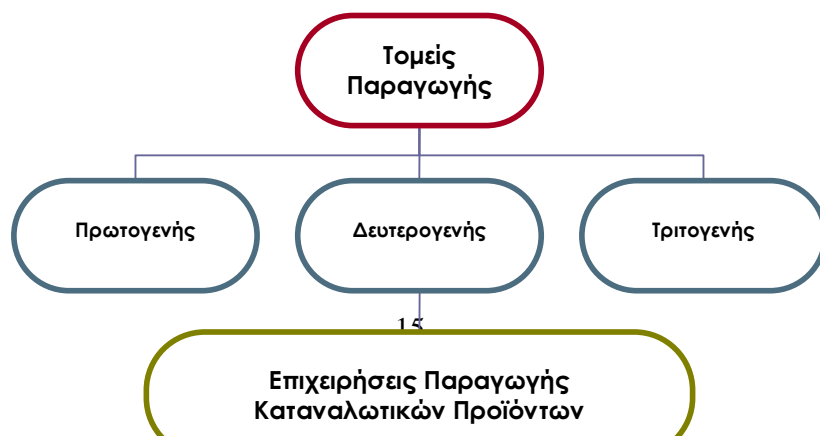 Τομείς
Παραγωγής
Πρωτογενής
Δευτερογενής
Τριτογενής
15
Επιχειρήσεις Παραγωγής
Καταναλωτικών Προϊόντων